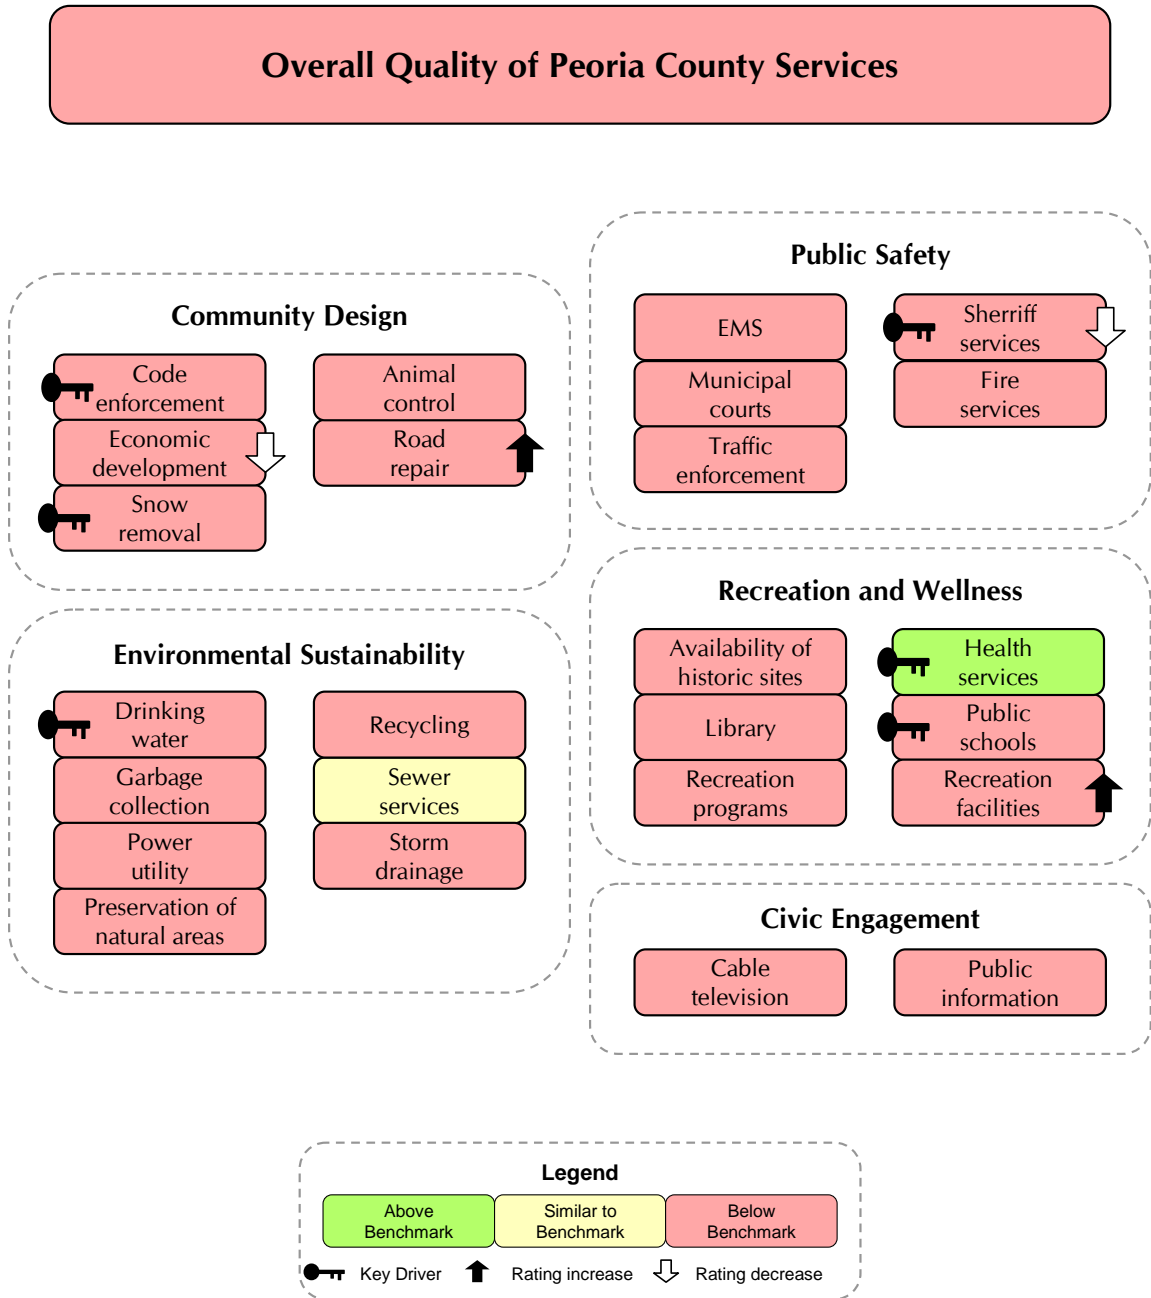 Overall Quality of Peoria County Services
Community Design
Code
enforcement
Economic
development
Snow
removal
Animal
control
Road
repair
Public Safety
EMS
Municipal
courts
Traffic
enforcement
Sherriff
services
Fire
services
Environmental Sustainability
Drinking
water
Garbage
collection
Power
utility
Preservation of
natural areas
Recycling
Sewer
services
Storm
drainage
Recreation and Wellness
Availability of
historic sites
Library
Recreation
programs
Health
services
Public
schools
Recreation
facilities
Civic Engagement
Cable
television
Public
information
Legend
Above
Benchmark
Similar to
Benchmark
Below
Benchmark
Key Driver
Rating increase
Rating decrease